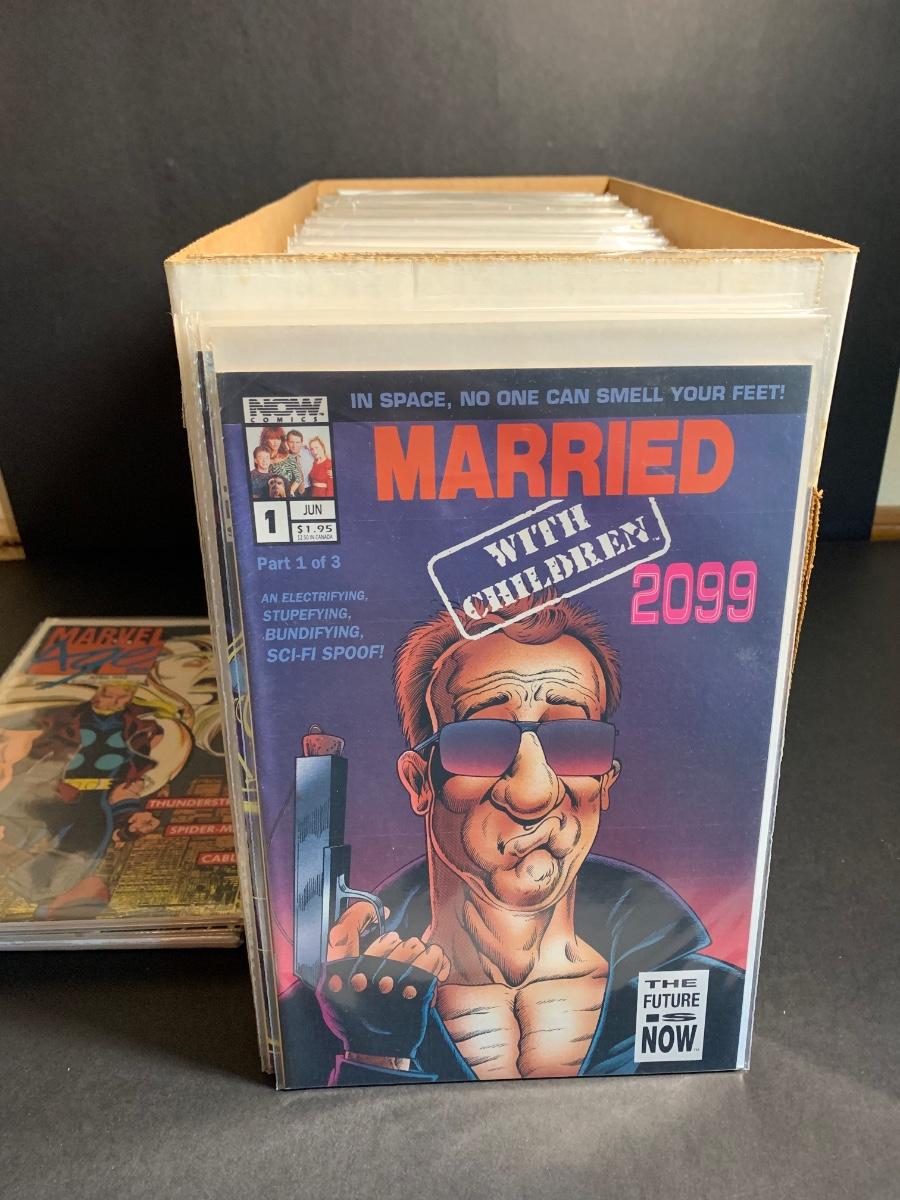 IN SPACE, NO ONE CAN SMELL YOUR FEET!
NOW
COMICS
MARRIED
WITH
CHILDREN
2099
1
JUN
$1.95
$2.50 IN CANADA
Part 1 of 3
AN ELECTRIFYING,
STUPEFYING,
BUNDIFYING,
SCI-FI SPOOF!
THE
FUTURE
IS
NOW
TM
MARVEL
Age
THUNDERST
SPIDER-M
CABL